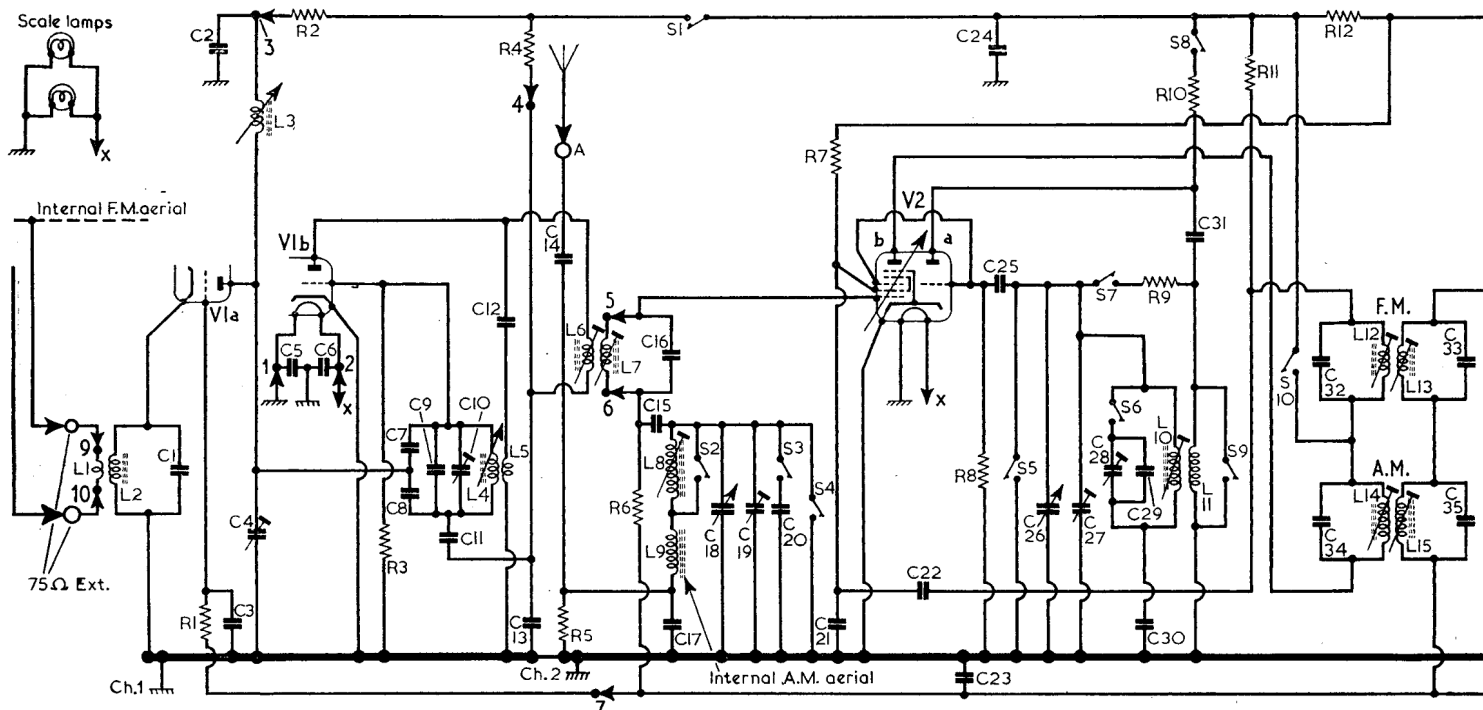 Scale lamps
X
C2
3
R2
R4
S1
C24
S8
R12
R11
R10
L3
4
A
R7
Internal F.M. aerial
V1a
V1b
C14
C12
V2
b
a
C31
C25
S7
R9
5
L6
L7
C16
6
1
C5
C6
2
X
X
F.M.
L12
C32
L13
C33
S10
9
L1
10
L2
C1
C7
C9
C10
C8
L4
L5
C11
C4
R3
C15
L8
S2
S3
S4
R6
L9
C18
C19
C20
R8
S5
C26
C27
S6
C28
C29
L10
L11
S9
A.M.
L14
C34
L15
C35
75Ω Ext.
R1
C3
C13
R5
C17
C21
C22
C30
Ch.1
Ch.2
Internal A.M. aerial
C23
7